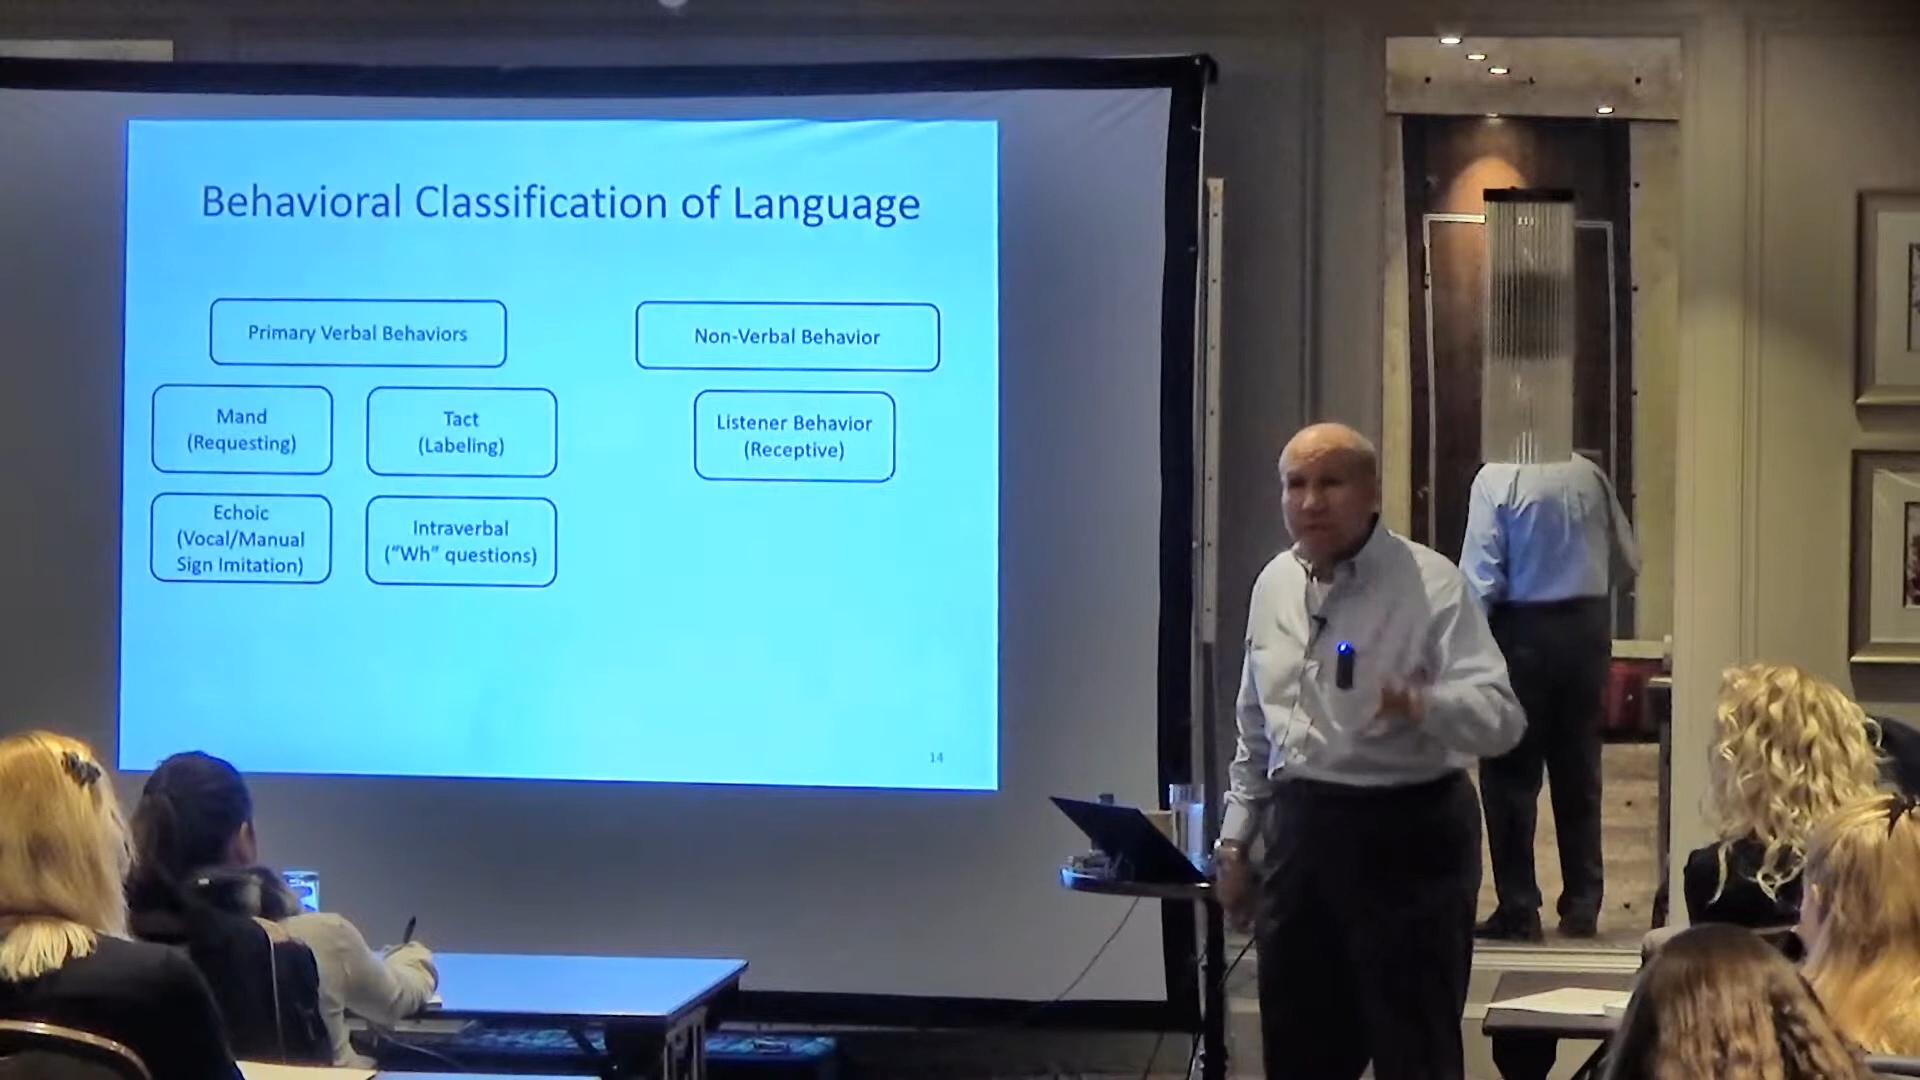 Behavioral Classification of Language
Primary Verbal Behaviors
Non-Verbal Behavior
Mand
(Requesting)
Tact
(Labeling)
Listener Behavior
(Receptive)
Echoic
(Vocal/Manual
Sign Imitation)
Intraverbal
("Wh" questions)
14